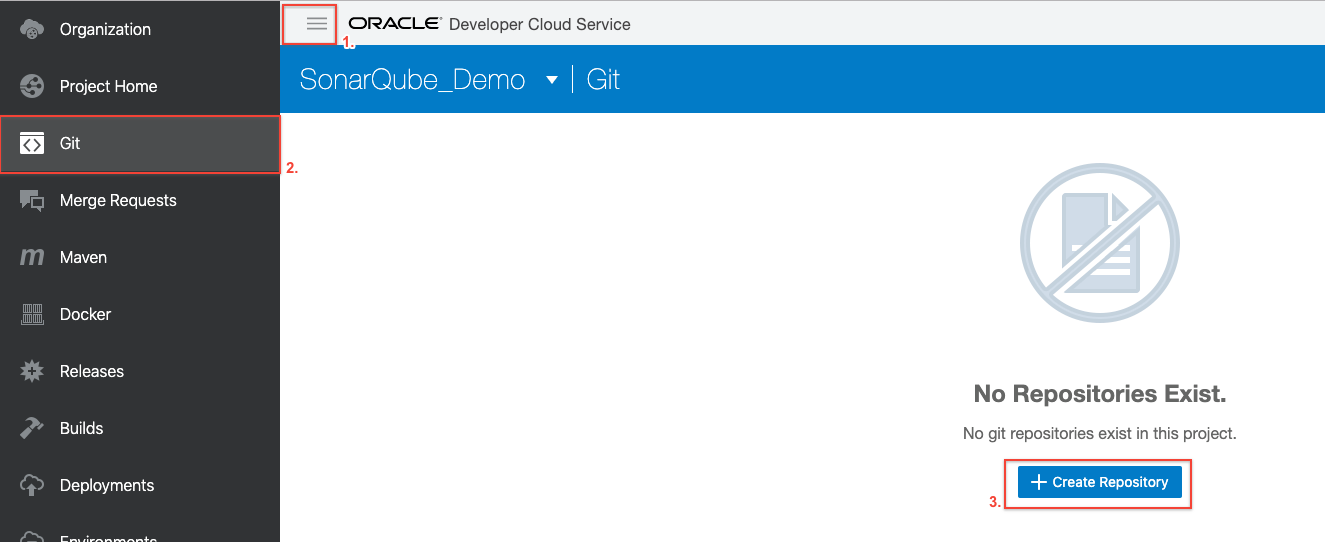 Organization
Project Home
Git
Merge Requests
Maven
Docker
Releases
Builds
Deployments
Environments
1.
ORACLE® Developer Cloud Service
SonarQube_Demo Git
2.
No Repositories Exist.
No git repositories exist in this project.
3.
Create Repository